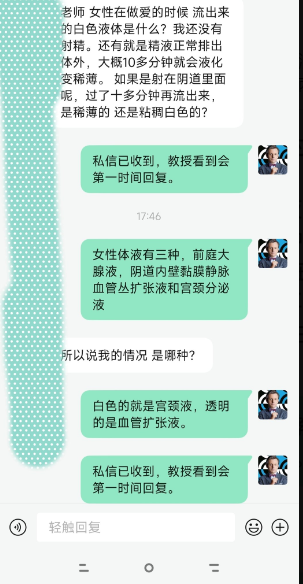 老师 女性在做爱的时候 流出来
的白色液体是什么？我还没有
射精。还有就是精液正常排出
体外，大概10多分钟就会液化
变稀薄。 如果是射在阴道里面
呢，过了十多分钟再流出来，
是稀薄的 还是粘稠白色的？
私信已收到，教授看到会
第一时间回复。
17:46
女性体液有三种，前庭大
腺液，阴道内壁黏膜静脉
血管丛扩张液和宫颈分泌
液
所以说我的情况 是哪种？
白色的就是宫颈液，透明
的是血管扩张液。
私信已收到，教授看到会
第一时间回复。
轻触回复